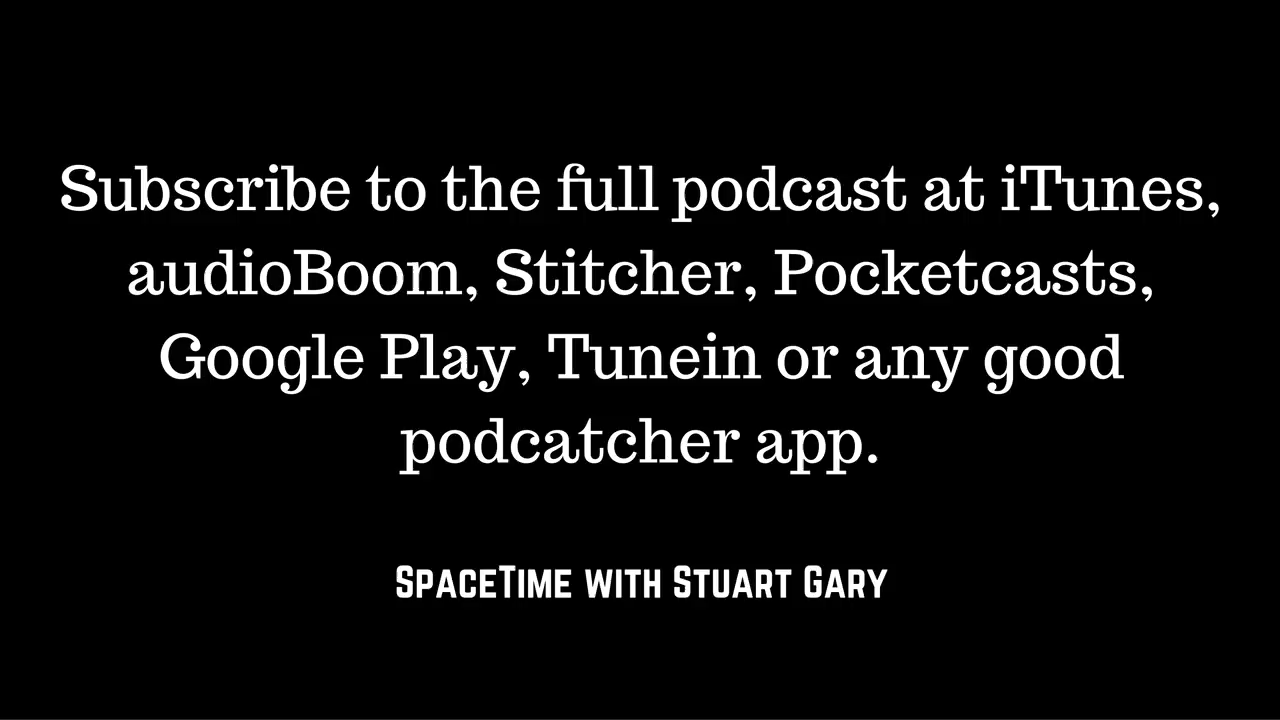 Subscribe to the full podcast at iTunes,
audioBoom, Stitcher, Pocketcasts,
Google Play, Tunein or any good
podcatcher app.
SpaceTime with Stuart Gary